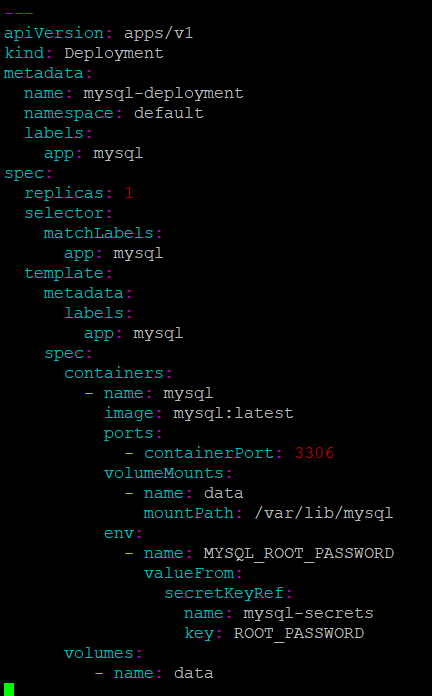 ---
apiVersion: apps/v1
kind: Deployment
metadata:
  name: mysql-deployment
  namespace: default
  labels:
    app: mysql
spec:
  replicas: 1
  selector:
    matchLabels:
      app: mysql
  template:
    metadata:
      labels:
        app: mysql
    spec:
      containers:
        - name: mysql
          image: mysql:latest
          ports:
            - containerPort: 3306
          volumeMounts:
            - name: data
              mountPath: /var/lib/mysql
          env:
            - name: MYSQL_ROOT_PASSWORD
              valueFrom:
                secretKeyRef:
                  name: mysql-secrets
                  key: ROOT_PASSWORD
      volumes:
         - name: data